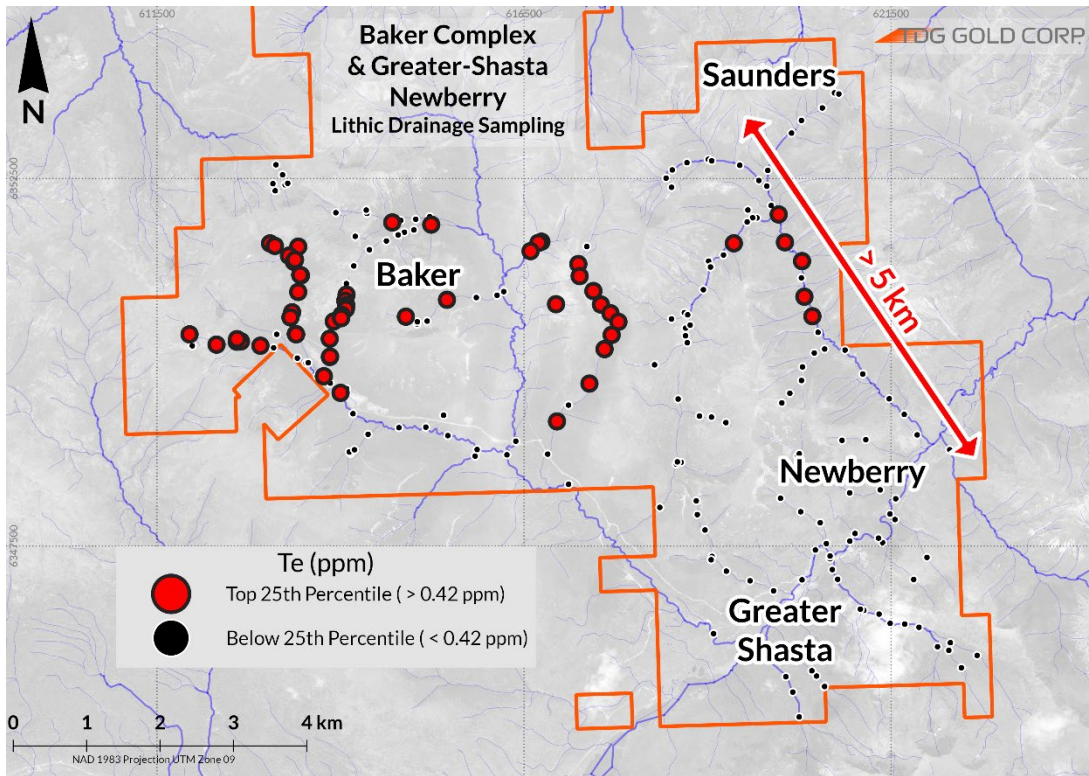 611500
616500
621500
TDG GOLD CORP
Baker Complex
& Greater-Shasta
Newberry
Lithic Drainage Sampling
N
Saunders
6352500
Baker
> 5 km
Newberry
6347500
Te (ppm)
Top 25th Percentile ( > 0.42 ppm)
Below 25th Percentile ( < 0.42 ppm)
Greater
Shasta
0 1 2 3 4 km
NAD 1983 Projection UTM Zone 09